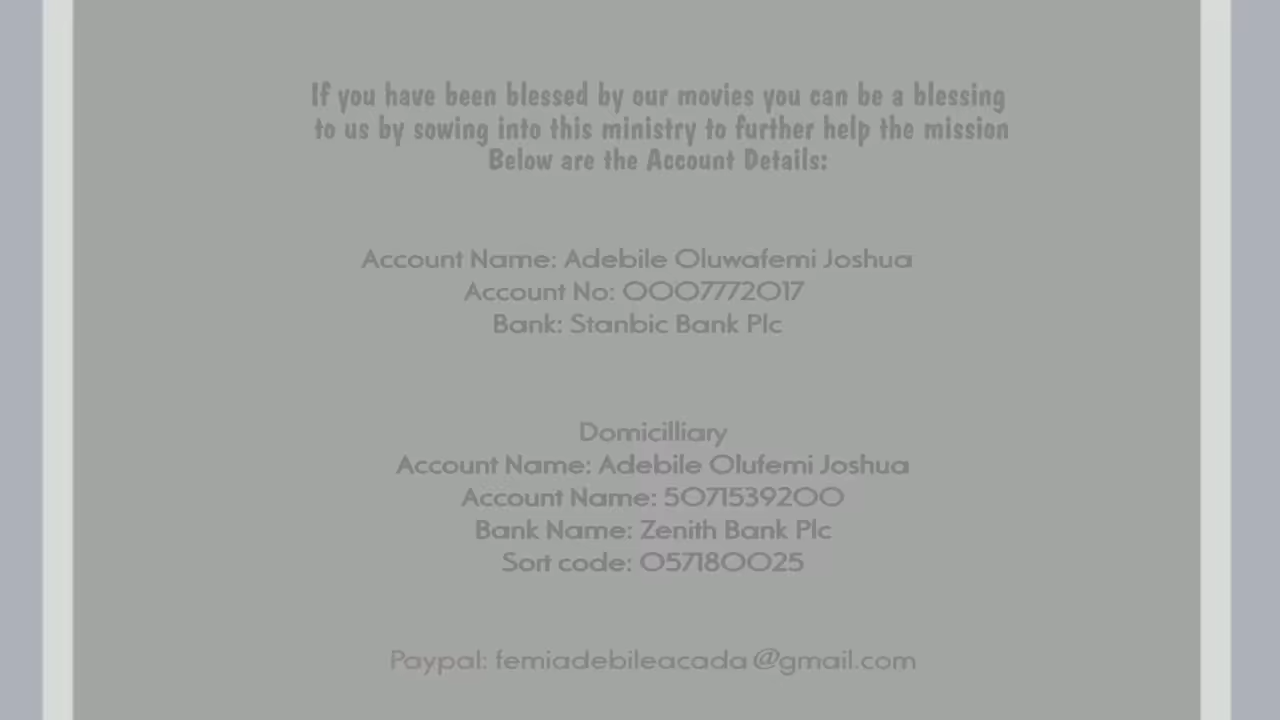 If you have been blessed by our movies you can be a blessing
to us by sowing into this ministry to further help the mission
Below are the Account Details:
Account Name: Adebile Oluwafemi Joshua
Account No: 0007772017
Bank: Stanbic Bank Plc
Domicilliary
Account Name: Adebile Olufemi Joshua
Account Name: 5071539200
Bank Name: Zenith Bank Plc
Sort code: 057180025
Paypal: femiadebileacada@gmail.com